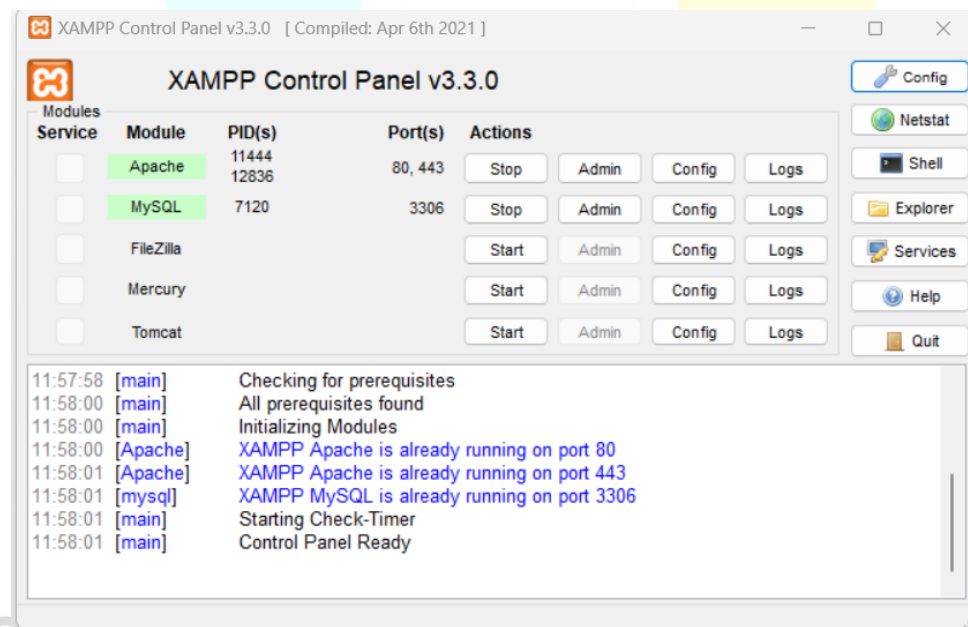 XAMPP Control Panel v3.3.0 [ Compiled: Apr 6th 2021 ]
XAMPP Control Panel v3.3.0
Config
Netstat
Shell
Explorer
Services
Help
Quit
Modules
Service Module PID(s) Port(s) Actions
Apache 11444 12836 80, 443 Stop Admin Config Logs
MySQL 7120 3306 Stop Admin Config Logs
FileZilla Start Admin Config Logs
Mercury Start Admin Config Logs
Tomcat Start Admin Config Logs
11:57:58 [main] Checking for prerequisites
11:58:00 [main] All prerequisites found
11:58:00 [main] Initializing Modules
11:58:00 [Apache] XAMPP Apache is already running on port 80
11:58:01 [Apache] XAMPP Apache is already running on port 443
11:58:01 [mysql] XAMPP MySQL is already running on port 3306
11:58:01 [main] Starting Check-Timer
11:58:01 [main] Control Panel Ready